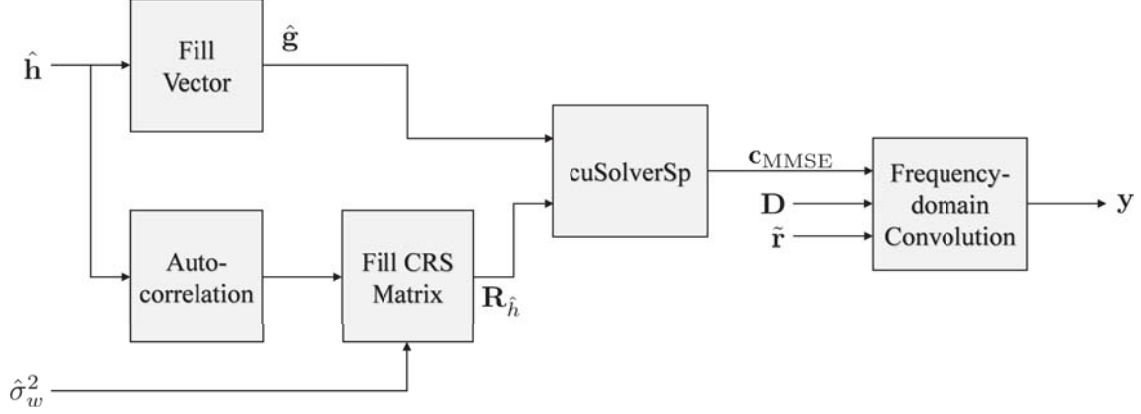 ĥ
Fill
Vector
ĝ
Auto-
correlation
Fill CRS
Matrix
R_ĥ
σ̂²_w
cuSolverSp
c_MMSE
D
r̃
Frequency-
domain
Convolution
y